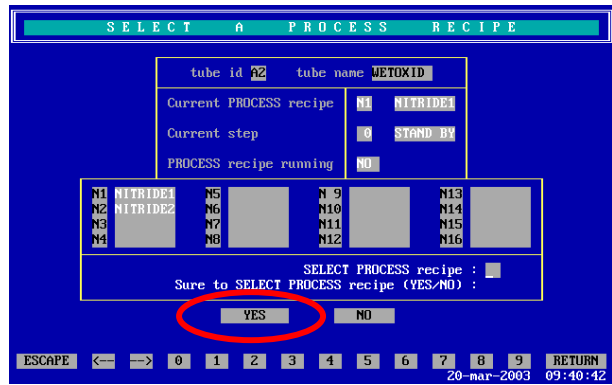 SELECT A PROCESS RECIPE
tube id A2 tube name WETOXID
Current PROCESS recipe N1 NITRIDE1
Current step 0 STAND BY
PROCESS recipe running NO
N1 NITRIDE1 N5 N 9 N13
N2 NITRIDE2 N6 N10 N14
N3 N7 N11 N15
N4 N8 N12 N16
SELECT PROCESS recipe :
Sure to SELECT PROCESS recipe (YES/NO) :
YES NO
ESCAPE <-- --> 0 1 2 3 4 5 6 7 8 9 RETURN
20-mar-2003 09:40:42